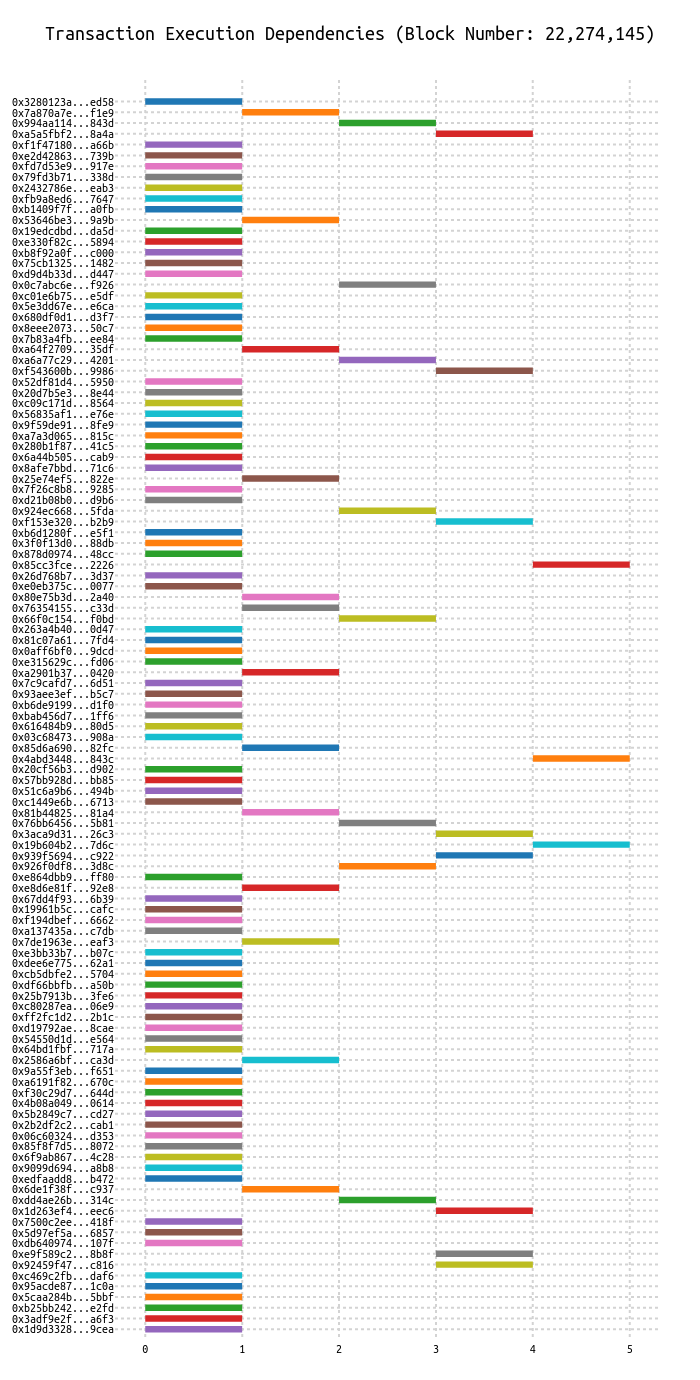 Transaction Execution Dependencies (Block Number: 22,274,145)
0x3280123a...ed58
0x7a870a7e...f1e9
0x994aa114...843d
0xa5a5fbf2...8a4a
0xf1f47180...a66b
0xe2d42863...739b
0xfd7d53e9...917e
0x79fd3b71...338d
0x2432786e...eab3
0xfb9a8ed6...7647
0xb1409f7f...a0fb
0x53646be3...9a9b
0x19edcdbd...da5d
0xe330f82c...5894
0xb8f92a0f...c000
0x75cb1325...1482
0xd9d4b33d...d447
0x0c7abc6e...f926
0xc01e6b75...e5df
0x5e3dd67e...e6ca
0x680df0d1...d3f7
0x8eee2073...50c7
0x7b83a4fb...ee84
0xa64f2709...35df
0xa6a77c29...4201
0xf543600b...9986
0x52df81d4...5950
0x20d7b5e3...8e44
0xc09c171d...8564
0x56835af1...e76e
0x9f59de91...8fe9
0xa7a3d065...815c
0x280b1f87...41c5
0x6a44b505...cab9
0x8afe7bbd...71c6
0x25e74ef5...822e
0x7f26c8b8...9285
0xd21b08b0...d9b6
0x924ec668...5fda
0xf153e320...b2b9
0xb6d1280f...e5f1
0x3f0f13d0...88db
0x878d0974...48cc
0x85cc3fce...2226
0x26d768b7...3d37
0xe0eb375c...0077
0x80e75b3d...2a40
0x76354155...c33d
0x66f0c154...f0bd
0x263a4b40...0d47
0x81c07a61...7fd4
0x0aff6bf0...9dcd
0xe315629c...fd06
0xa2901b37...0420
0x7c9cafd7...6d51
0x93aee3ef...b5c7
0xb6de9199...d1f0
0xbab456d7...1ff6
0x616484b9...80d5
0x03c68473...908a
0x85d6a690...82fc
0x4abd3448...843c
0x20cf56b3...d902
0x57bb928d...bb85
0x51c6a9b6...494b
0xc1449e6b...6713
0x81b44825...81a4
0x76bb6456...5b81
0x3aca9d31...26c3
0x19b604b2...7d6c
0x939f5694...c922
0x926f0df8...3d8c
0xe864dbb9...ff80
0xe8d6e81f...92e8
0x67dd4f93...6b39
0x19961b5c...cafc
0xf194dbef...6662
0xa137435a...c7db
0x7de1963e...eaf3
0xe3bb33b7...b07c
0xdee6e775...62a1
0xcb5dbfe2...5704
0xdf66bbfb...a50b
0x25b7913b...3fe6
0xc80287ea...06e9
0xff2fc1d2...2b1c
0xd19792ae...8cae
0x54550d1d...e564
0x64bd1fbf...717a
0x2586a6bf...ca3d
0x9a55f3eb...f651
0xa6191f82...670c
0xf30c29d7...644d
0x4b08a049...0614
0x5b2849c7...cd27
0x2b2df2c2...cab1
0x06c60324...d353
0x85f8f7d5...8072
0x6f9ab867...4c28
0x9099d694...a8b8
0xedfaadd8...b472
0x6de1f38f...c937
0xdd4ae26b...314c
0x1d263ef4...eec6
0x7500c2ee...418f
0x5d97ef5a...6857
0xdb640974...107f
0xe9f589c2...8b8f
0x92459f47...c816
0xc469c2fb...daf6
0x95acde87...1c0a
0x5caa284b...5bbf
0xb25bb242...e2fd
0x3adf9e2f...a6f3
0x1d9d3328...9cea
0 1 2 3 4 5